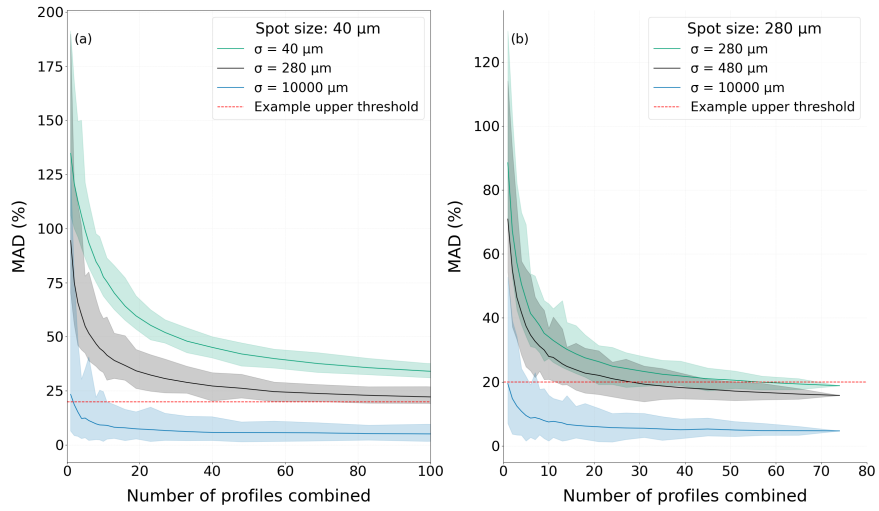 (a)
Spot size: 40 μm
σ = 40 μm
σ = 280 μm
σ = 10000 μm
Example upper threshold
200
175
150
125
100
75
50
25
0
MAD (%)
0 20 40 60 80 100
Number of profiles combined
(b)
Spot size: 280 μm
σ = 280 μm
σ = 480 μm
σ = 10000 μm
Example upper threshold
120
100
80
60
40
20
0
MAD (%)
0 10 20 30 40 50 60 70 80
Number of profiles combined